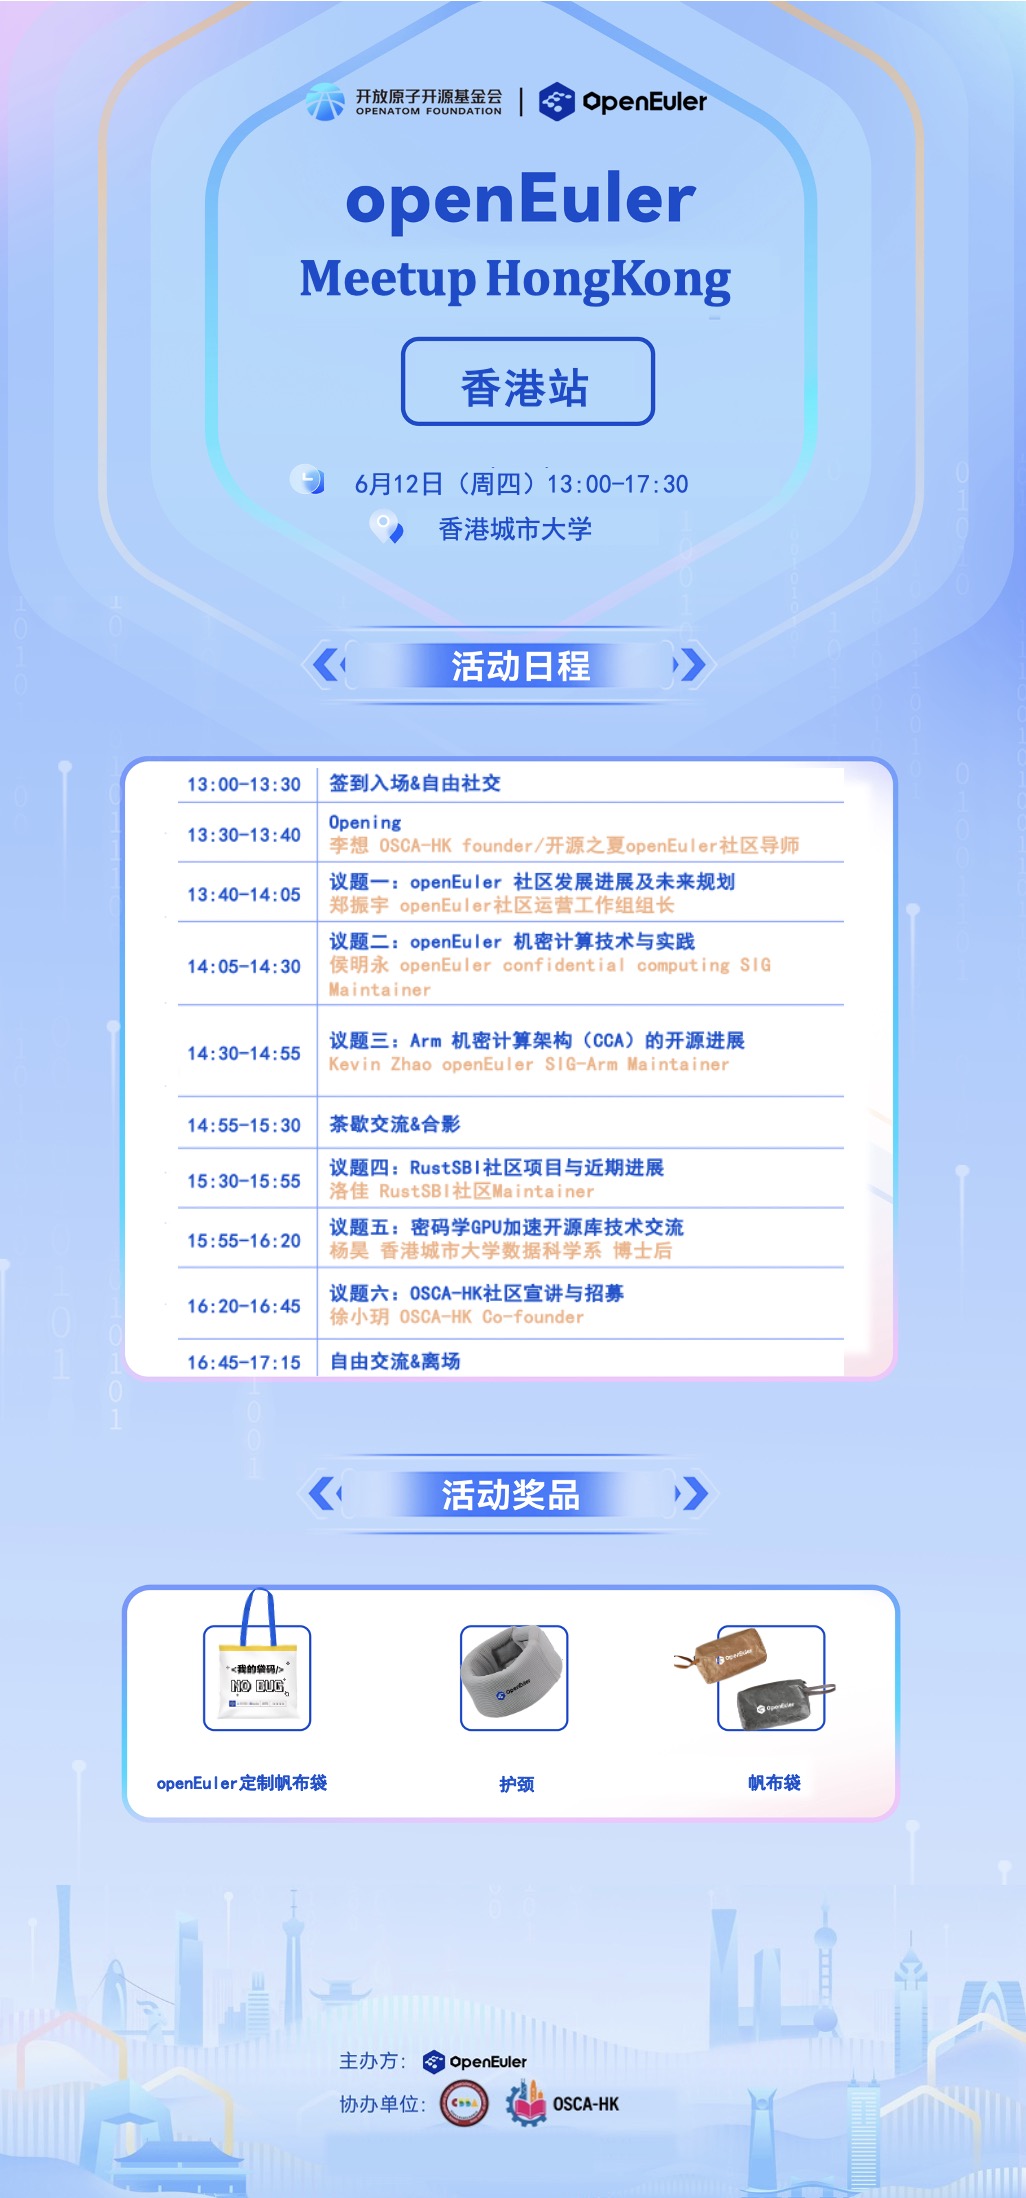 开放原子开源基金会
OPENATOM FOUNDATION
OpenEuler
openEuler
Meetup HongKong
香港站
6月12日（周四）13:00-17:30
香港城市大学
活动日程
13:00-13:30 签到入场&自由社交
13:30-13:40 Opening
李想 OSCA-HK founder/开源之夏openEuler社区导师
13:40-14:05 议题一：openEuler 社区发展进展及未来规划
郑振宇 openEuler社区运营工作组组长
14:05-14:30 议题二：openEuler 机密计算技术与实践
侯明永 openEuler confidential computing SIG
Maintainer
14:30-14:55 议题三：Arm 机密计算架构（CCA）的开源进展
Kevin Zhao openEuler SIG-Arm Maintainer
14:55-15:30 茶歇交流&合影
15:30-15:55 议题四：RustSBI社区项目与近期进展
洛佳 RustSBI社区Maintainer
15:55-16:20 议题五：密码学GPU加速开源库技术交流
杨昊 香港城市大学数据科学系 博士后
16:20-16:45 议题六：OSCA-HK社区宣讲与招募
徐小玥 OSCA-HK Co-founder
16:45-17:15 自由交流&离场
活动奖品
<我的袋码/>
NO BUG
OpenEuler
OpenEuler
OpenEuler
openEuler定制帆布袋
护颈
帆布袋
主办方：OpenEuler
协办单位：OSCA-HK